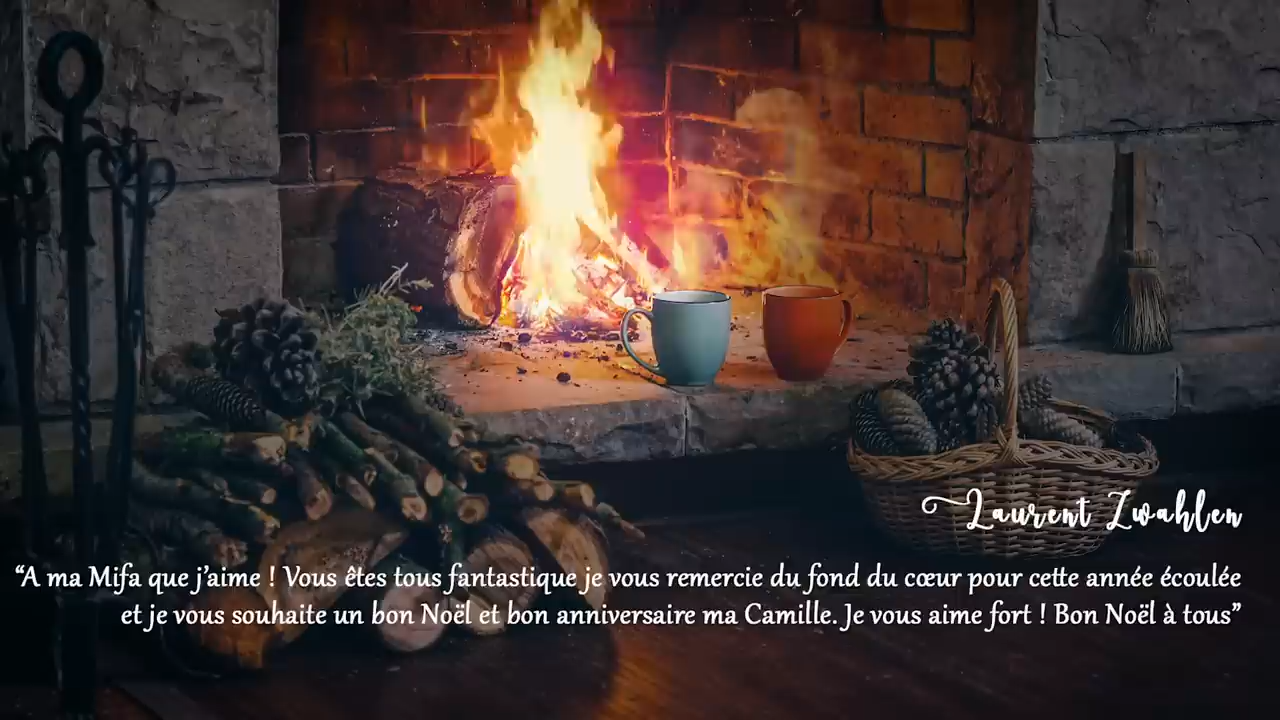 Laurent Zwahlen
“A ma Mifa que j’aime ! Vous êtes tous fantastique je vous remercie du fond du cœur pour cette année écoulée
et je vous souhaite un bon Noël et bon anniversaire ma Camille. Je vous aime fort ! Bon Noël à tous”